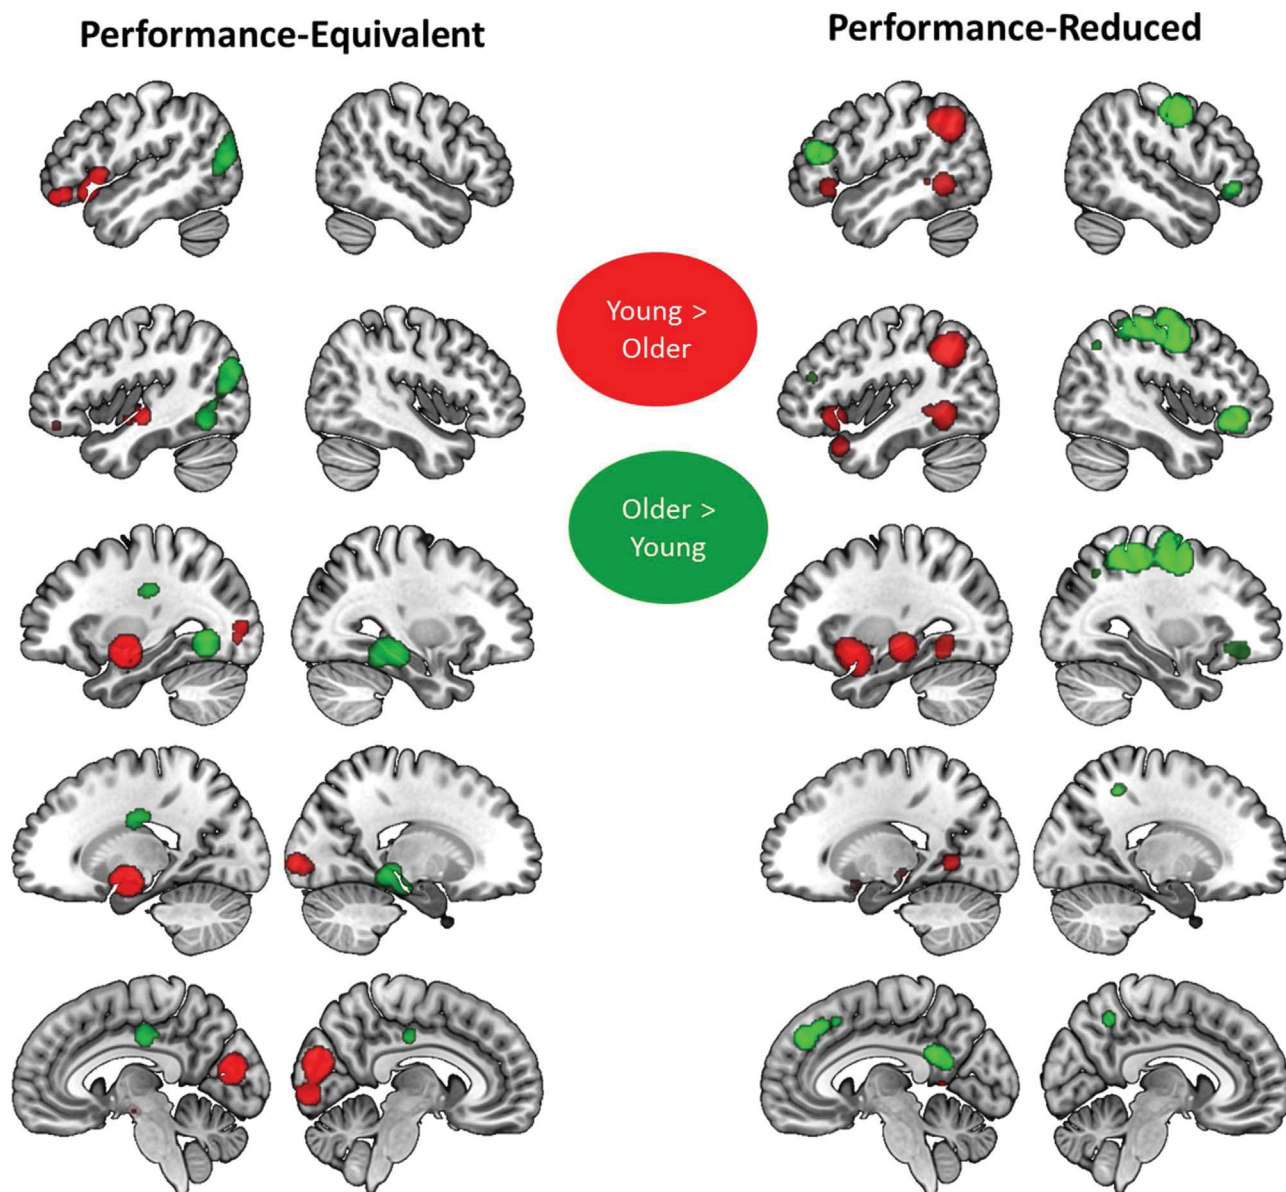 Performance-Equivalent
Performance-Reduced
Young >
Older
Older >
Young